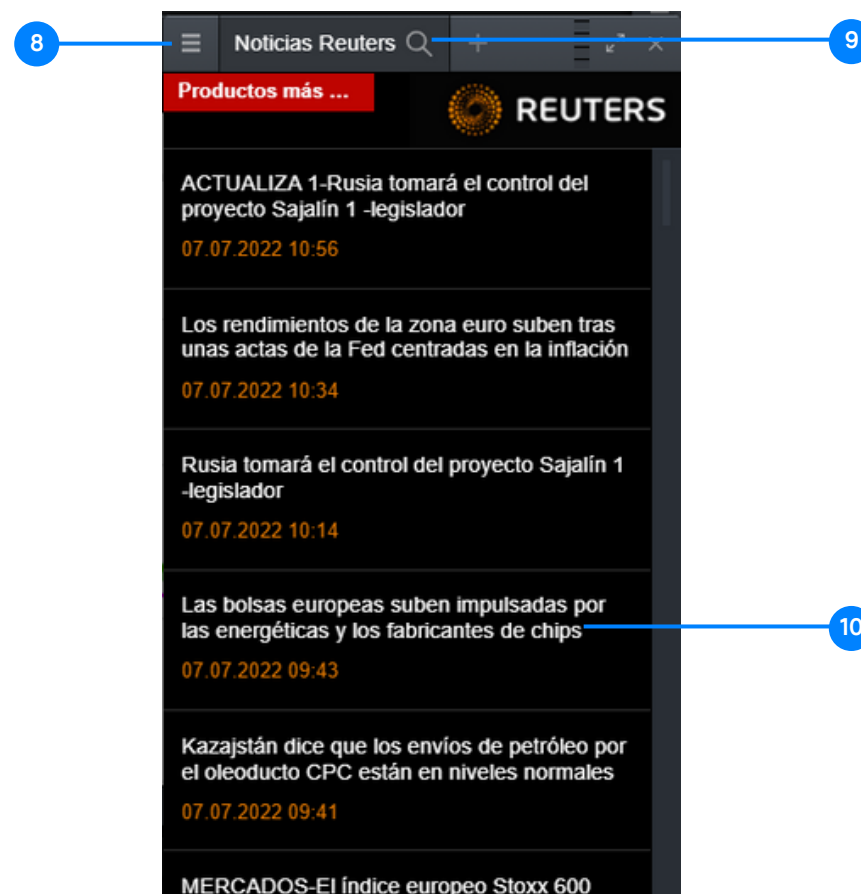 8
Noticias Reuters
9
Productos más ...
REUTERS
ACTUALIZA 1-Rusia tomará el control del
proyecto Sajalín 1 -legislador
07.07.2022 10:56
Los rendimientos de la zona euro suben tras
unas actas de la Fed centradas en la inflación
07.07.2022 10:34
Rusia tomará el control del proyecto Sajalín 1
-legislador
07.07.2022 10:14
Las bolsas europeas suben impulsadas por
las energéticas y los fabricantes de chips
10
07.07.2022 09:43
Kazajstán dice que los envíos de petróleo por
el oleoducto CPC están en niveles normales
07.07.2022 09:41
MERCADOS-El índice europeo Stoxx 600